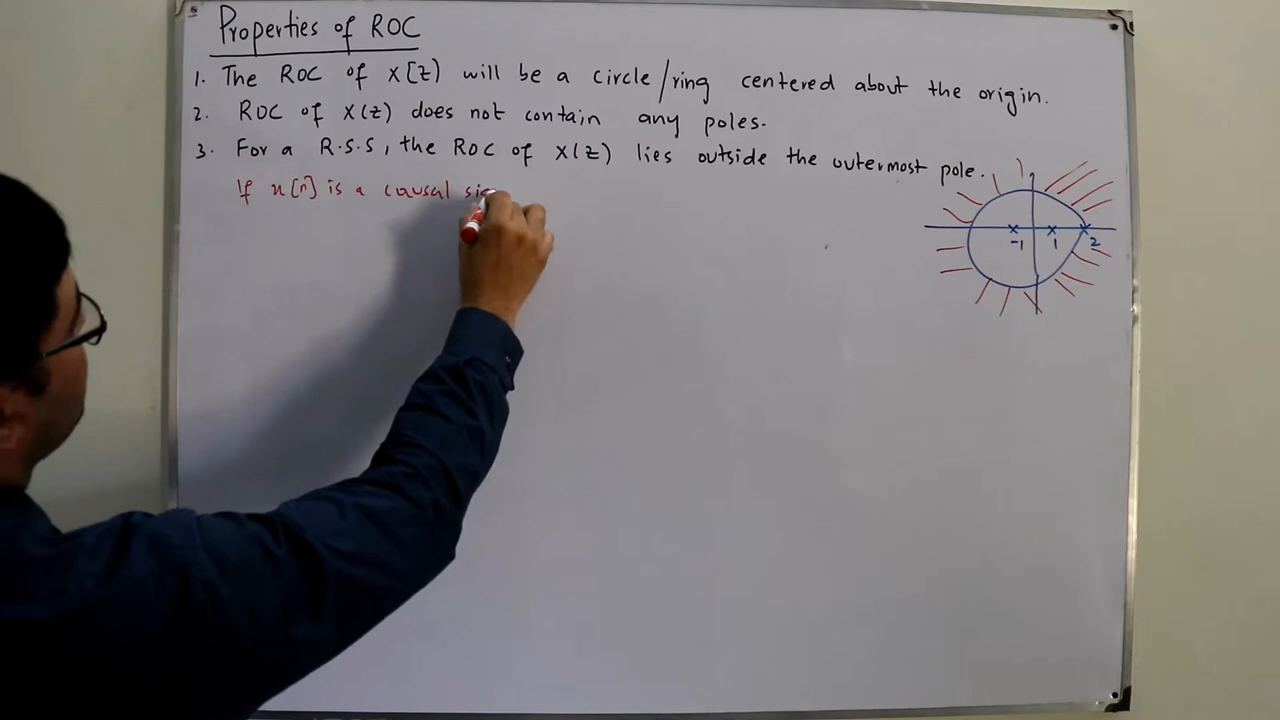 Properties of ROC
1. The ROC of X[z] will be a circle/ring centered about the origin.
2. ROC of X(z) does not contain any poles.
3. For a R.S.S, the ROC of X(z) lies outside the outermost pole.
If x[n] is a causal
-1 1 2